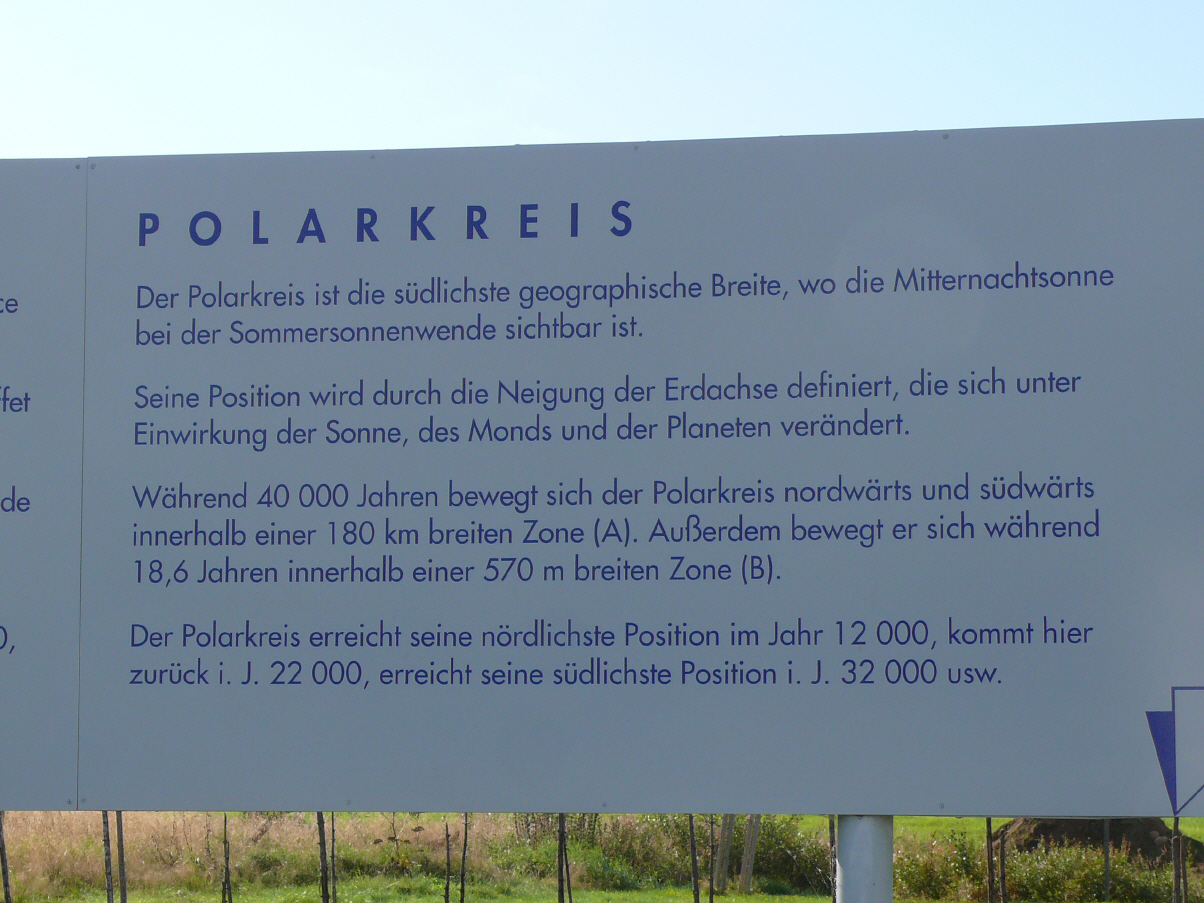 POLARKREIS
Der Polarkreis ist die südlichste geographische Breite, wo die Mitternachtsonne
bei der Sommersonnenwende sichtbar ist.
Seine Position wird durch die Neigung der Erdachse definiert, die sich unter
Einwirkung der Sonne, des Monds und der Planeten verändert.
Während 40 000 Jahren bewegt sich der Polarkreis nordwärts und südwärts
innerhalb einer 180 km breiten Zone (A). Außerdem bewegt er sich während
18,6 Jahren innerhalb einer 570 m breiten Zone (B).
Der Polarkreis erreicht seine nördlichste Position im Jahr 12 000, kommt hier
zurück i. J. 22 000, erreicht seine südlichste Position i. J. 32 000 usw.